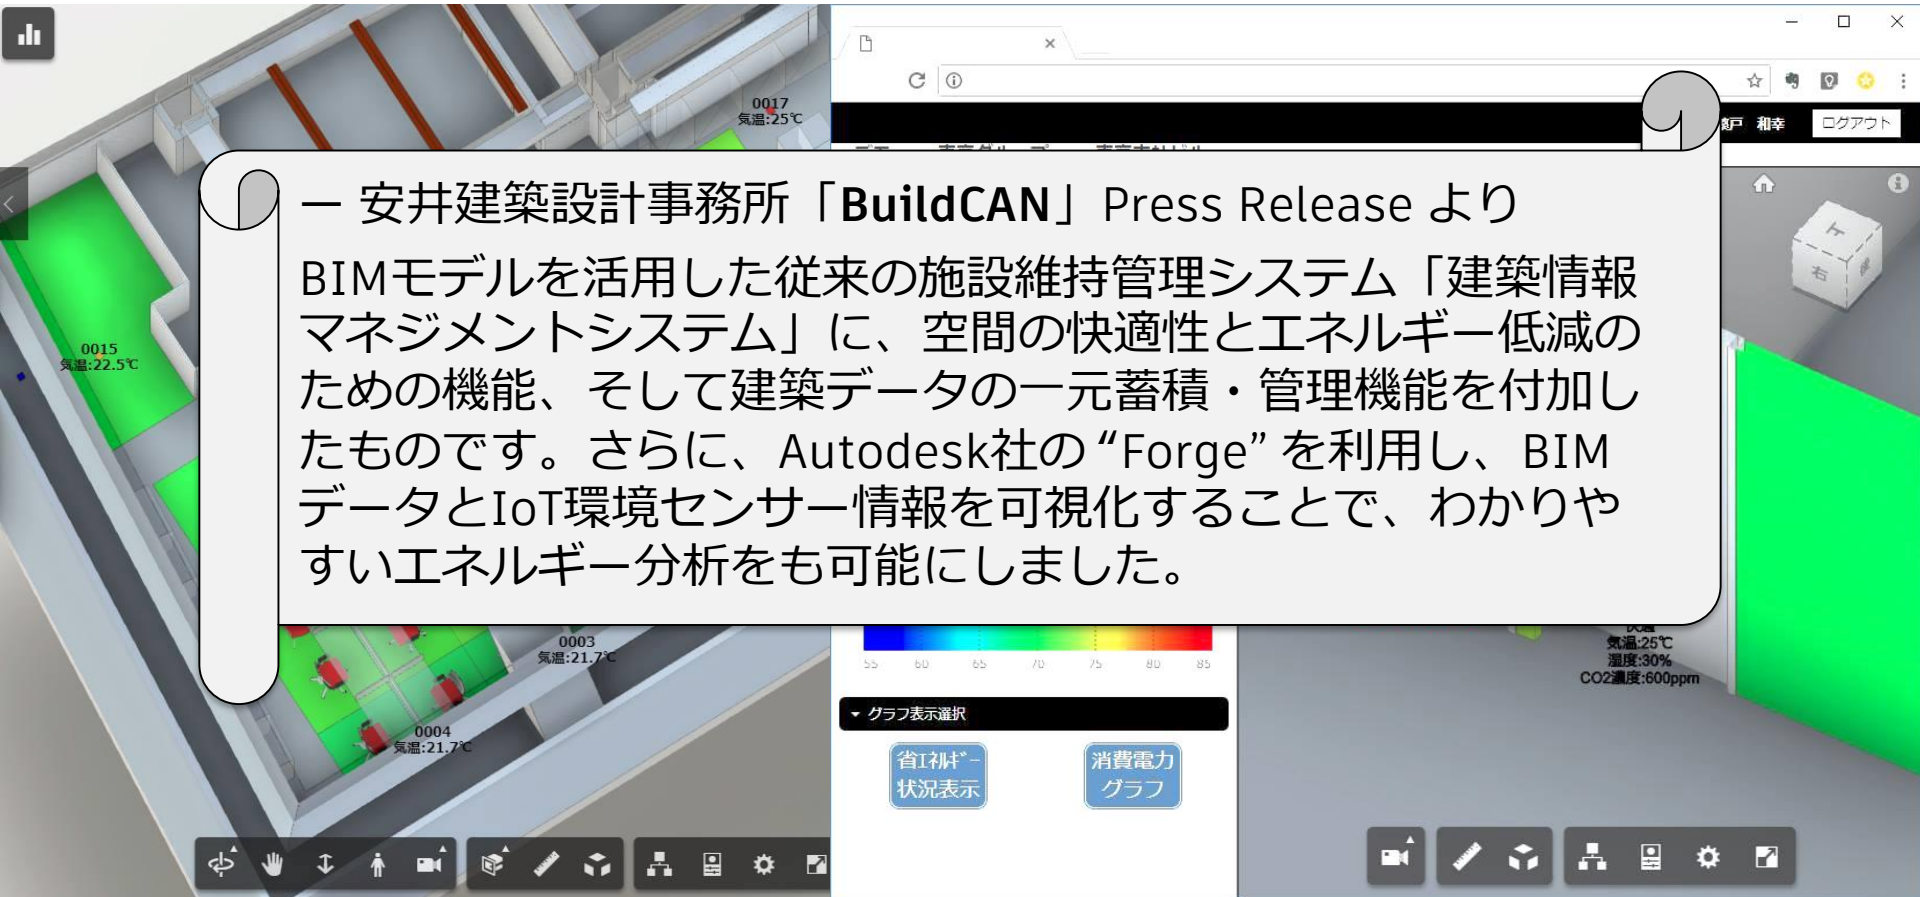 0017
気温:25℃
和幸
ログアウト
— 安井建築設計事務所「BuildCAN」Press Release より
BIMモデルを活用した従来の施設維持管理システム「建築情報
マネジメントシステム」に、空間の快適性とエネルギー低減の
ための機能、そして建築データの一元蓄積・管理機能を付加し
たものです。さらに、Autodesk社の “Forge” を利用し、BIM
データとIoT環境センサー情報を可視化することで、わかりや
すいエネルギー分析をも可能にしました。
上
右
0015
気温:22.5℃
0003
気温:21.7℃
55 60 65 70 75 80 85
気温:25℃
湿度:30%
CO2濃度:600ppm
グラフ表示選択
0004
気温:21.7℃
省ｴﾈﾙｷﾞｰ
状況表示
消費電力
グラフ